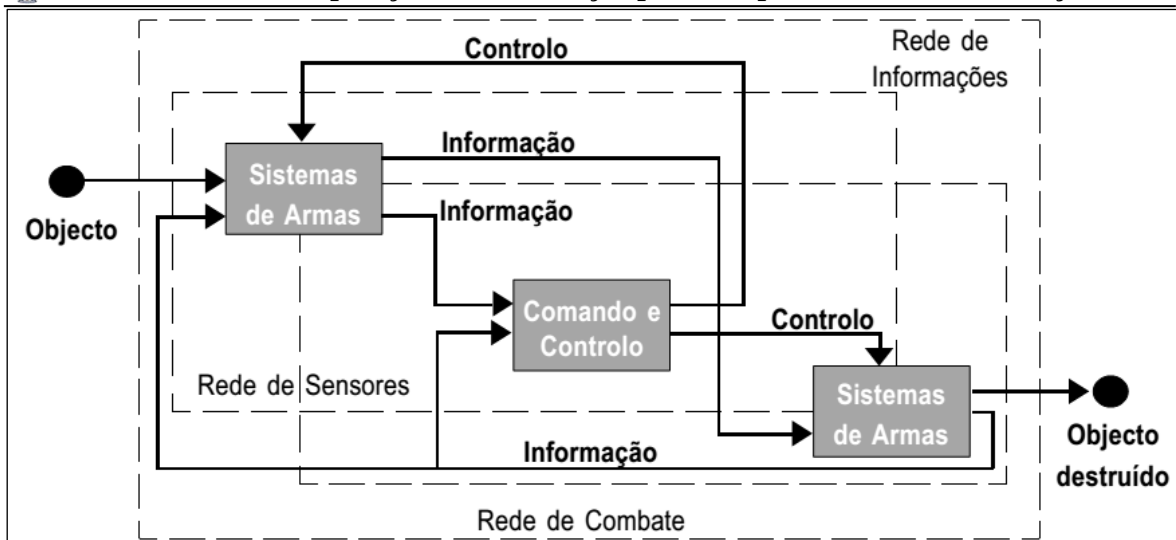 Controlo
Rede de
Informações
Informação
Sistemas
de Armas
Objecto
Informação
Comando e
Controlo
Controlo
Rede de Sensores
Sistemas
de Armas
Informação
Objecto
destruído
Rede de Combate